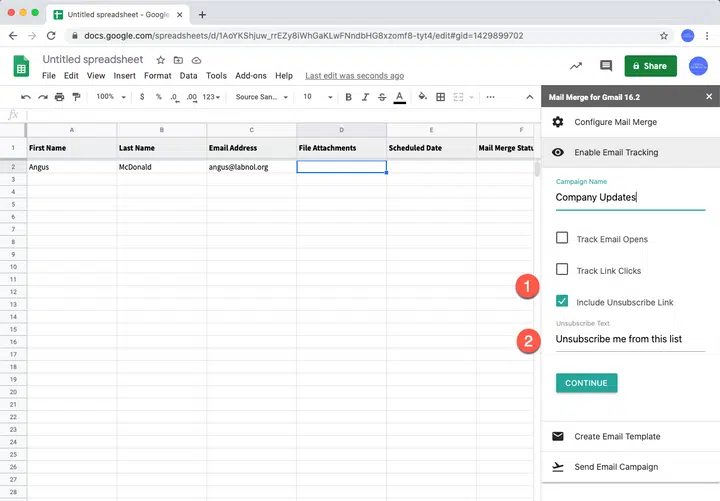 Untitled spreadsheet - Google
docs.google.com/spreadsheets/d/1AoYKShjuw_rrEZy8iWhGaKLwFNndbHG8xzomf8-tyt4/edit#gid=1429899702
Untitled spreadsheet
File Edit View Insert Format Data Tools Add-ons Help Last edit was seconds ago
Share
100% $ % .0 .00 123 Source San... 10 B I S A
fx
A B C D E F
1 First Name Last Name Email Address File Attachments Scheduled Date Mail Merge Statu
2 Angus McDonald angus@labnol.org
3
4
5
6
7
8
9
10
11
12
13
14
15
16
17
18
19
20
21
22
23
24
25
26
27
28
Mail Merge for Gmail 16.2
Configure Mail Merge
Enable Email Tracking
Campaign Name
Company Updates
Track Email Opens
Track Link Clicks
1 Include Unsubscribe Link
Unsubscribe Text
2 Unsubscribe me from this list
CONTINUE
Create Email Template
Send Email Campaign